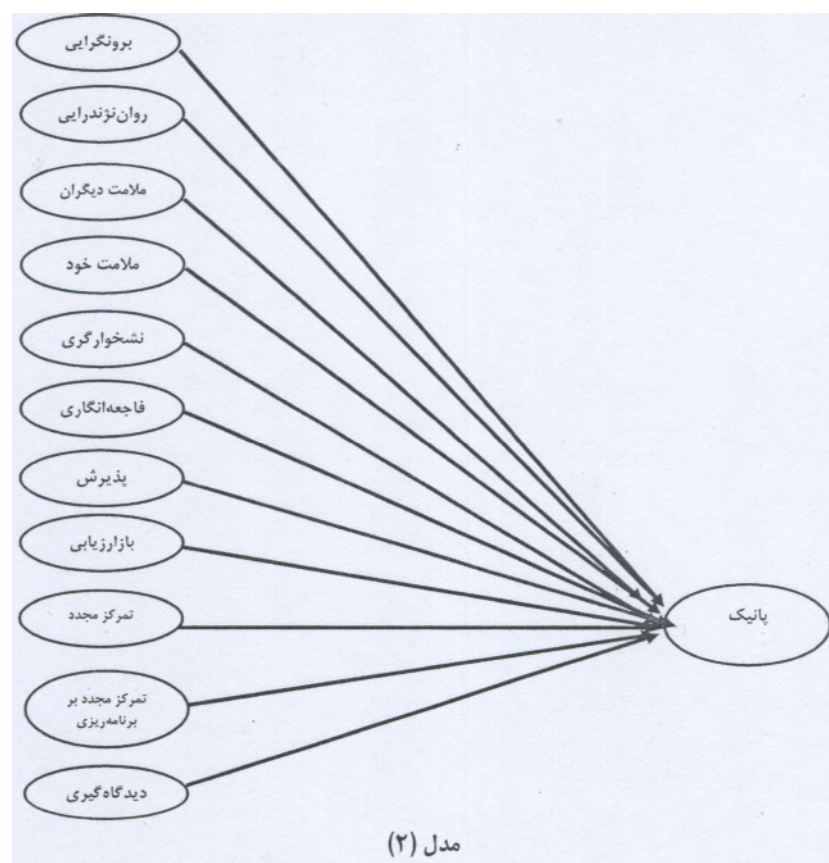 برونگرایی
روان‌نژندرایی
ملامت دیگران
ملامت خود
نشخوارگری
فاجعه‌انگاری
پذیرش
بازارزیابی
تمرکز مجدد
تمرکز مجدد بر
برنامه‌ریزی
دیدگاه‌گیری
پانیک
مدل (۲)